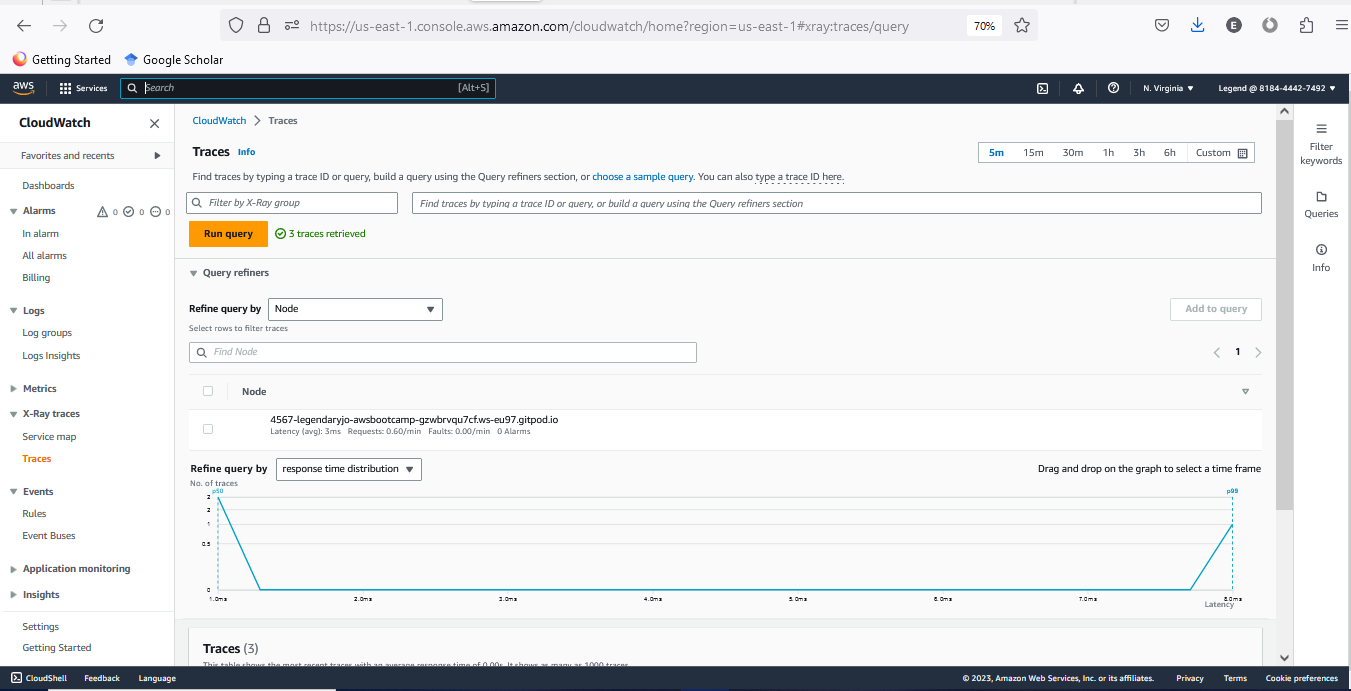 https://us-east-1.console.aws.amazon.com/cloudwatch/home?region=us-east-1#xray:traces/query 70% E
Getting Started Google Scholar
aws Services Search [Alt+S] N. Virginia Legend @ 8184-4442-7492
CloudWatch
Favorites and recents
Dashboards
Alarms 0 0 0
In alarm
All alarms
Billing
Logs
Log groups
Logs Insights
Metrics
X-Ray traces
Service map
Traces
Events
Rules
Event Buses
Application monitoring
Insights
Settings
Getting Started
CloudWatch Traces
Traces Info 5m 15m 30m 1h 3h 6h Custom
Find traces by typing a trace ID or query, build a query using the Query refiners section, or choose a sample query. You can also type a trace ID here.
Filter by X-Ray group Find traces by typing a trace ID or query, or build a query using the Query refiners section
Run query 3 traces retrieved
Query refiners
Refine query by Node Add to query
Select rows to filter traces
Find Node 1
Node
4567-legendaryjo-awsbootcamp-gzwbrvqu7cf.ws-eu97.gitpod.io
Latency (avg): 3ms Requests: 0.60/min Faults: 0.00/min 0 Alarms
Refine query by response time distribution Drag and drop on the graph to select a time frame
No. of traces
p50 p99
2
2
1
0.5
0
1.0ms 2.0ms 3.0ms 4.0ms 5.0ms 6.0ms 7.0ms 8.0ms
Latency
Traces (3)
This table shows the most recent traces with an average response time of 0.00s. It shows as many as 1000 traces.
Filter keywords
Queries
Info
CloudShell Feedback Language © 2023, Amazon Web Services, Inc. or its affiliates. Privacy Terms Cookie preferences